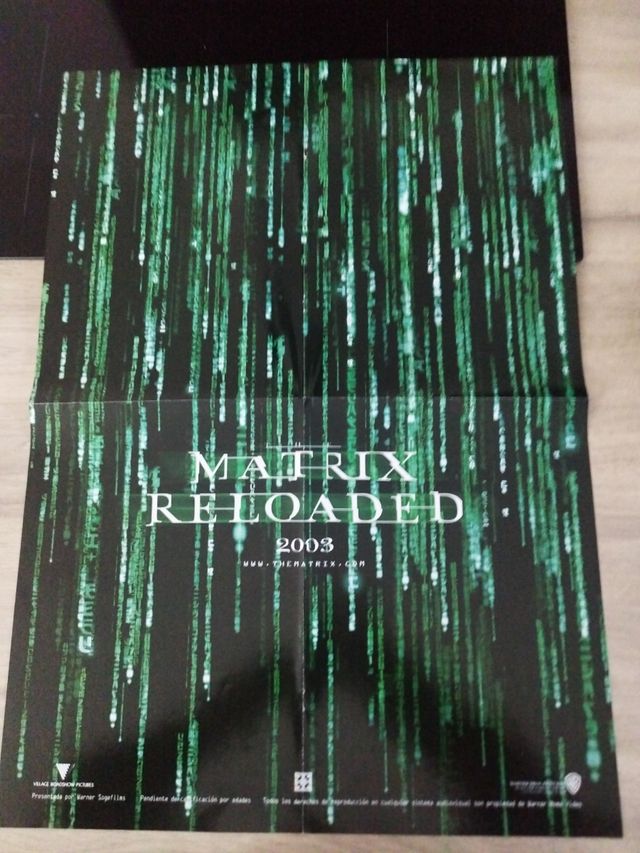 MATRIX
RELOADED
2003
WWW.THEMATRIX.COM
VILLAGE ROADSHOW PICTURES
Presentada por Warner Sogefilms Pendiente de calificación por edades Todos los derechos de reproducción en cualquier sistema audiovisual son propiedad de Warner Home Video